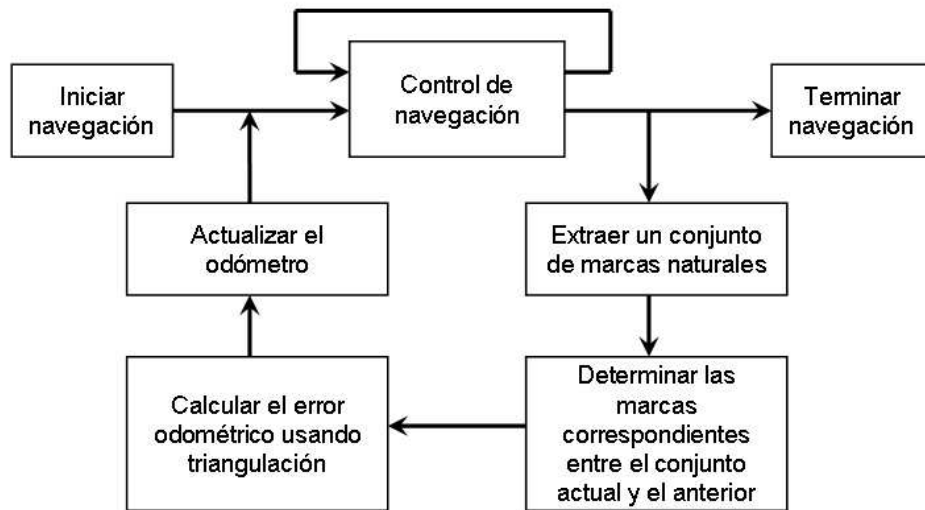 Iniciar
navegación
Control de
navegación
Terminar
navegación
Actualizar el
odómetro
Extraer un conjunto
de marcas naturales
Calcular el error
odométrico usando
triangulación
Determinar las
marcas
correspondientes
entre el conjunto
actual y el anterior